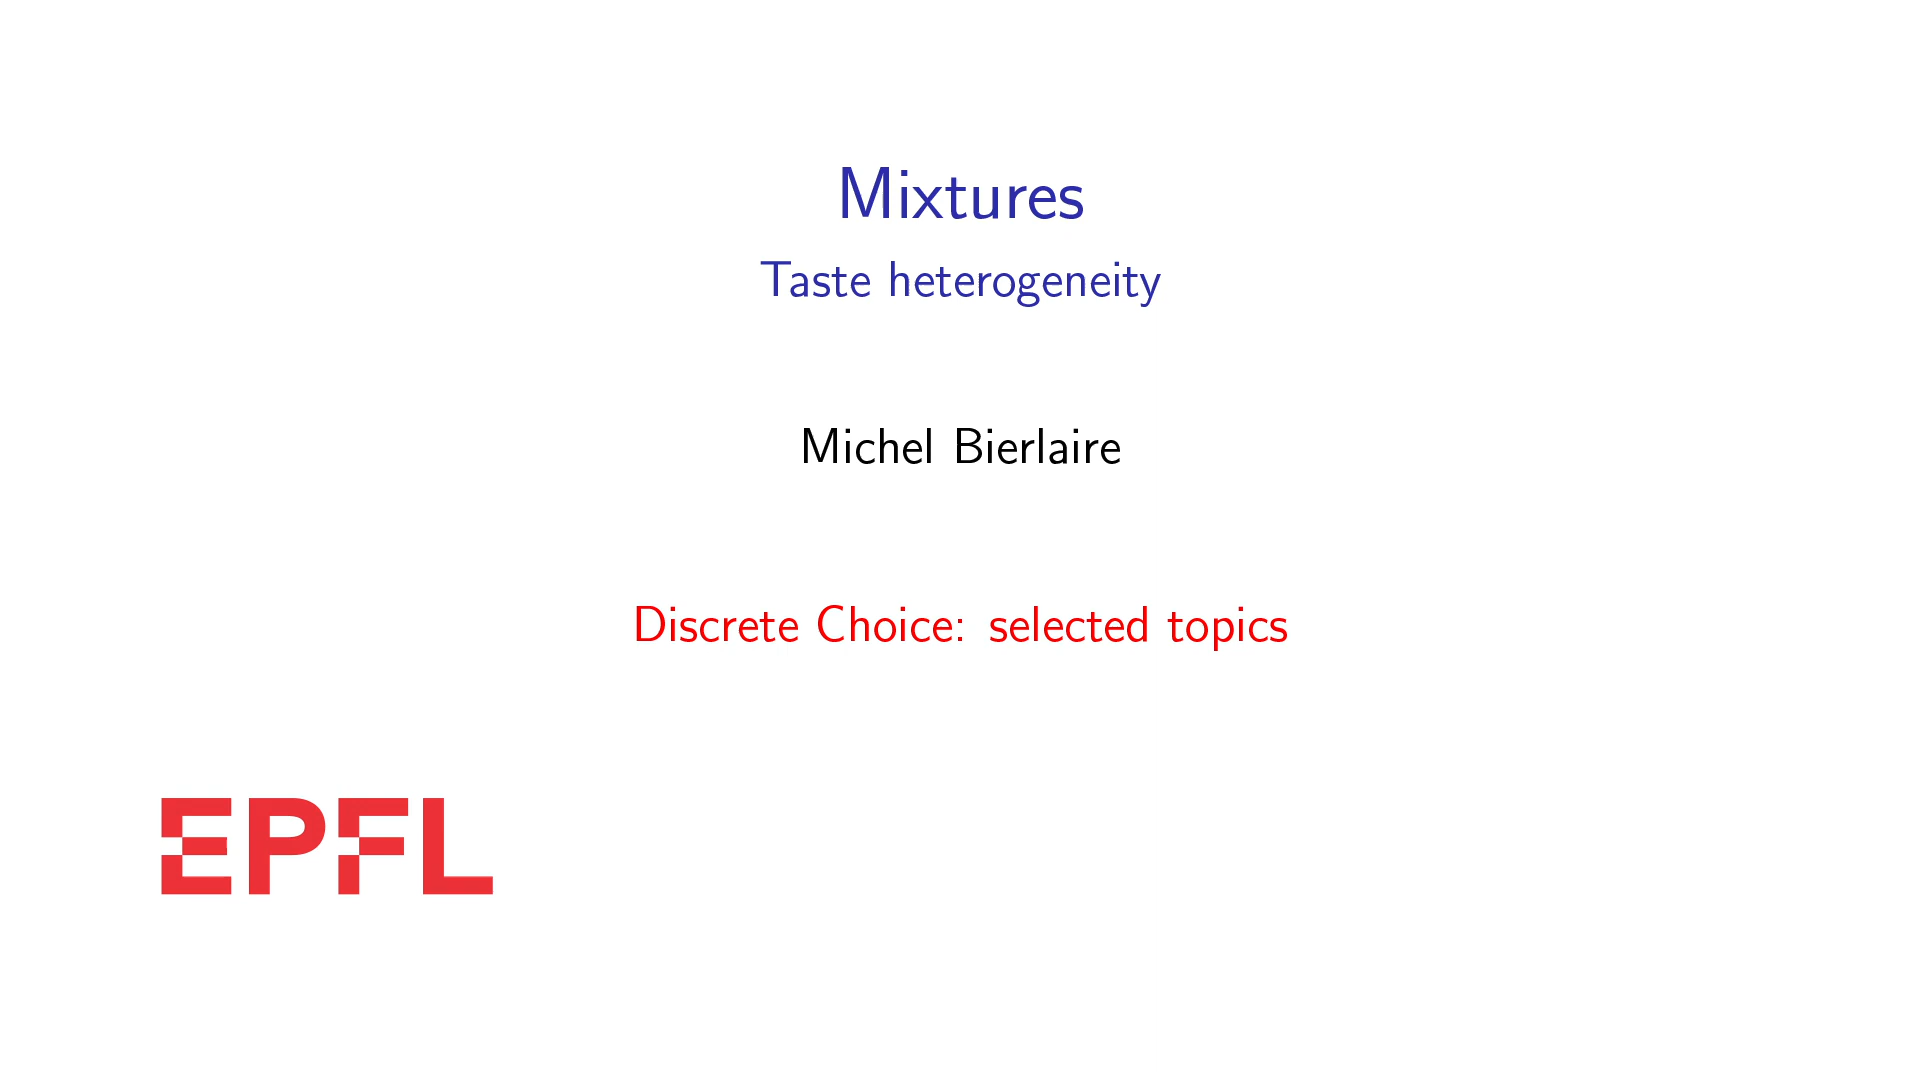 Mixtures
Taste heterogeneity
Michel Bierlaire
Discrete Choice: selected topics
EPFL